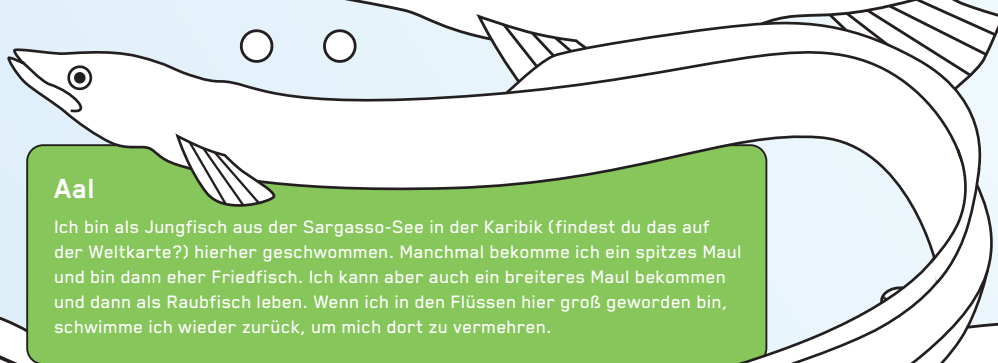 Aal
Ich bin als Jungfisch aus der Sargasso-See in der Karibik (findest du das auf
der Weltkarte?) hierher geschwommen. Manchmal bekomme ich ein spitzes Maul
und bin dann eher Friedfisch. Ich kann aber auch ein breiteres Maul bekommen
und dann als Raubfisch leben. Wenn ich in den Flüssen hier groß geworden bin,
schwimme ich wieder zurück, um mich dort zu vermehren.